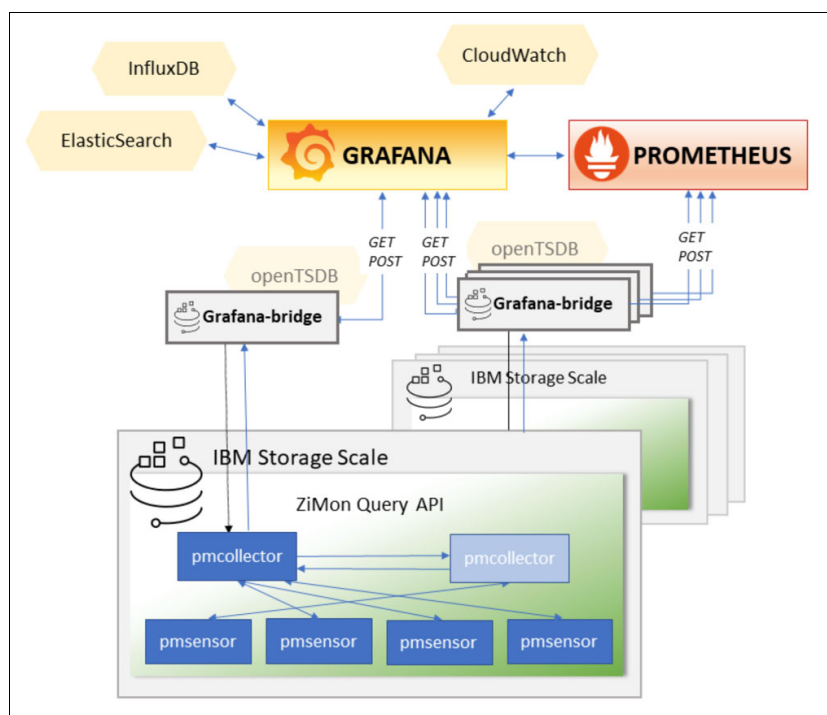 InfluxDB
CloudWatch
ElasticSearch
GRAFANA
PROMETHEUS
GET
POST
GET
POST
GET
POST
openTSDB
openTSDB
Grafana-bridge
Grafana-bridge
IBM Storage Scale
IBM Storage Scale
ZiMon Query API
pmcollector
pmcollector
pmsensor
pmsensor
pmsensor
pmsensor